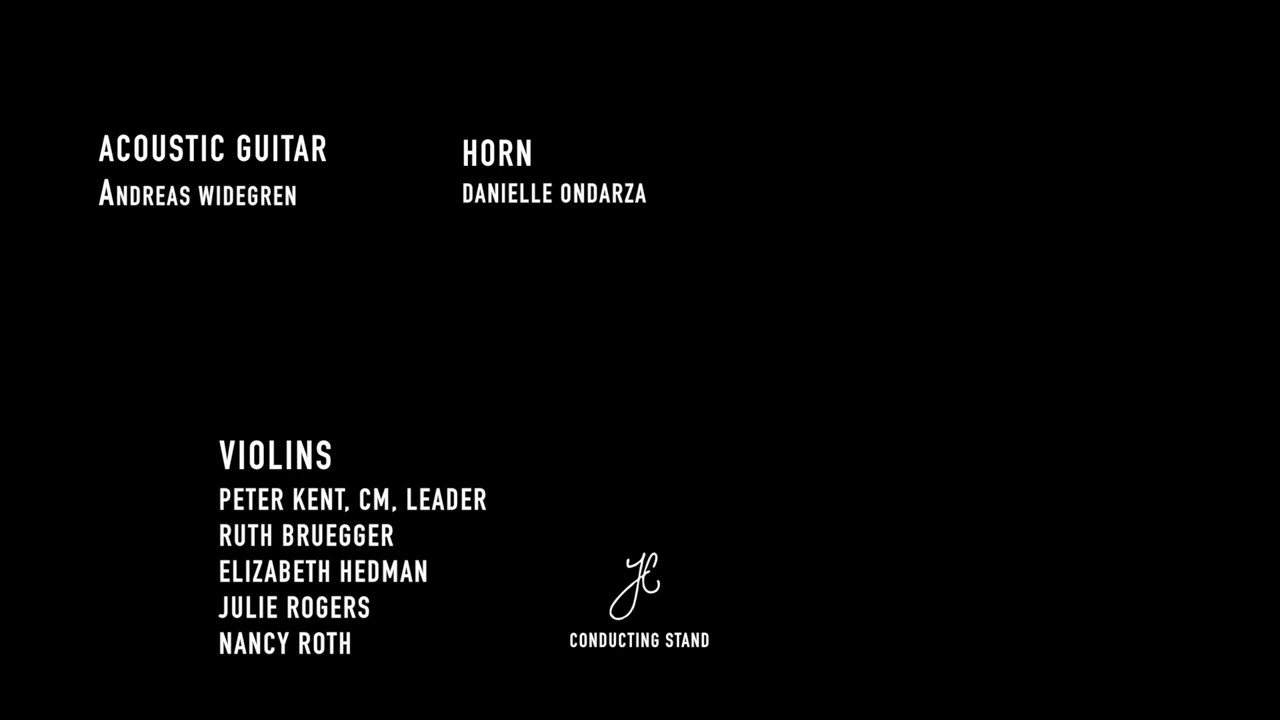 ACOUSTIC GUITAR
ANDREAS WIDEGREN
HORN
DANIELLE ONDARZA
VIOLINS
PETER KENT, CM, LEADER
RUTH BRUEGGER
ELIZABETH HEDMAN
JULIE ROGERS
NANCY ROTH
CONDUCTING STAND